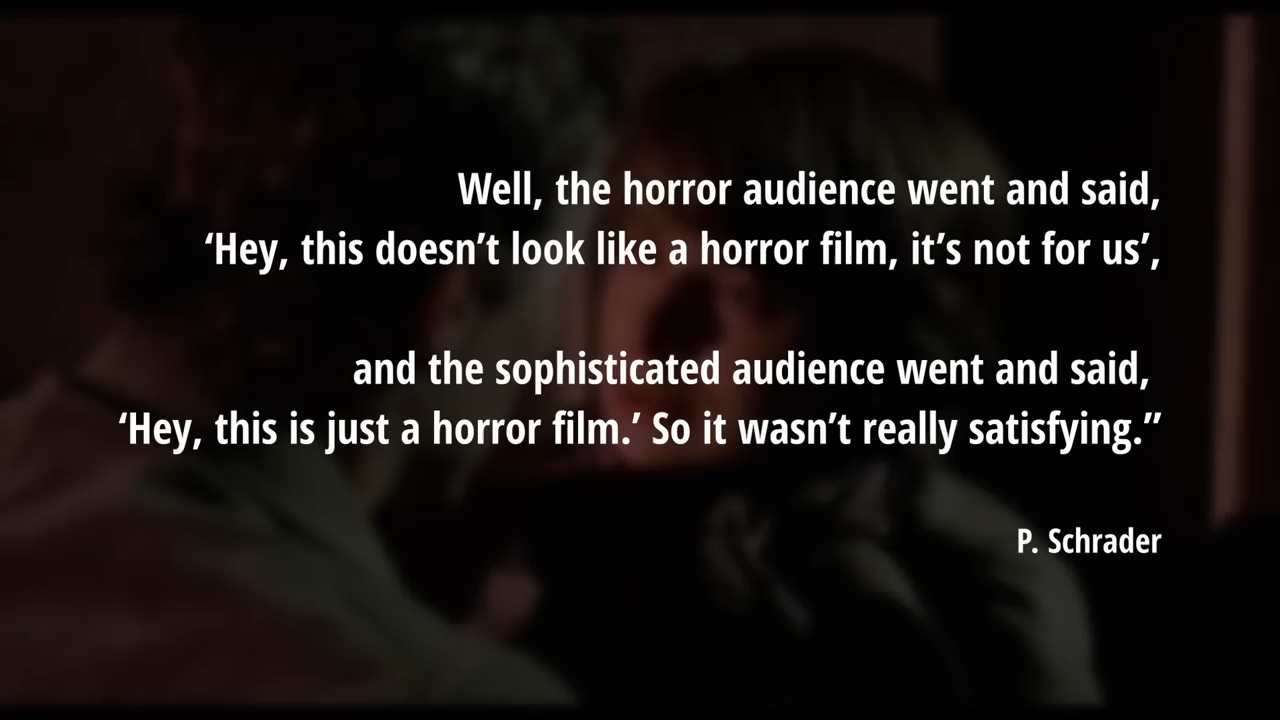 Well, the horror audience went and said,
‘Hey, this doesn’t look like a horror film, it’s not for us’,
and the sophisticated audience went and said,
‘Hey, this is just a horror film.’ So it wasn’t really satisfying.”
P. Schrader